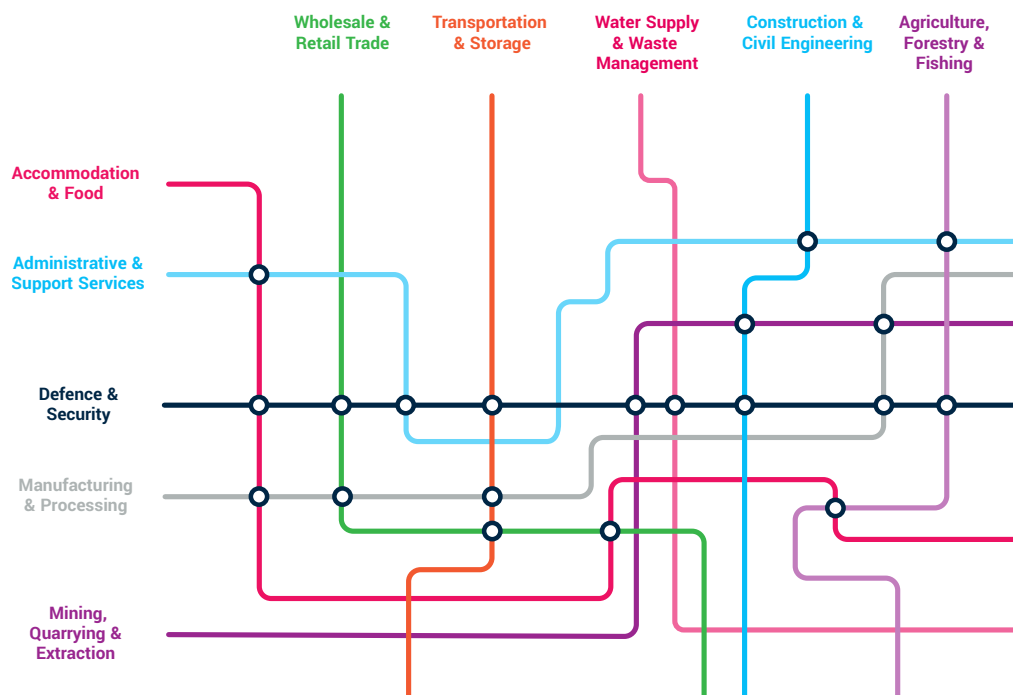 Wholesale &
Retail Trade
Transportation
& Storage
Water Supply
& Waste
Management
Construction &
Civil Engineering
Agriculture,
Forestry &
Fishing
Accommodation
& Food
Administrative &
Support Services
Defence &
Security
Manufacturing
& Processing
Mining,
Quarrying &
Extraction